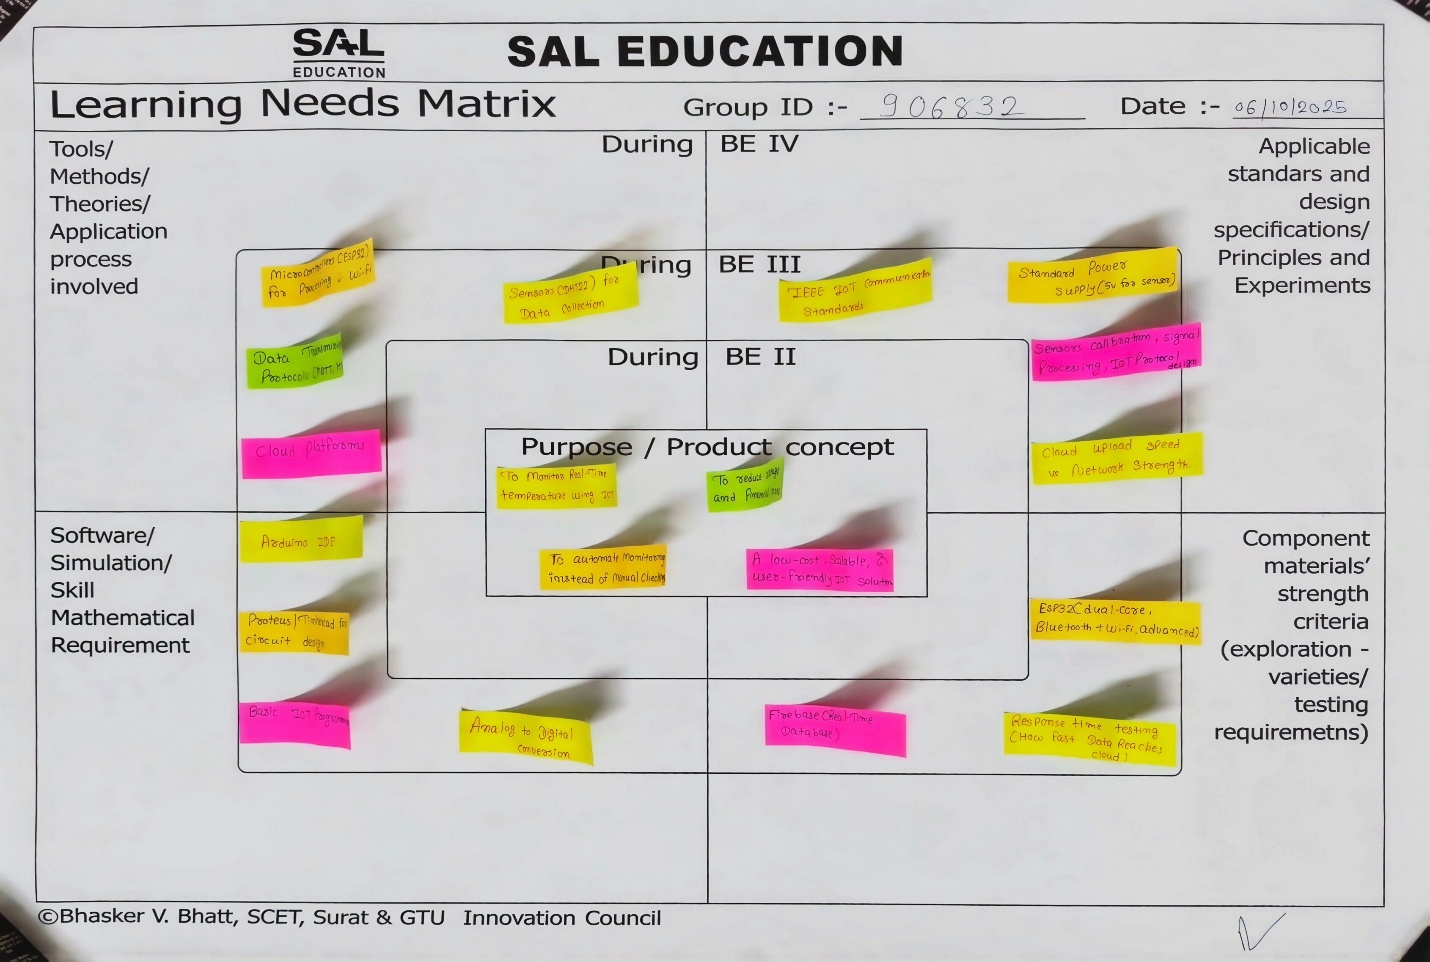 SAL
EDUCATION
SAL EDUCATION
Learning Needs Matrix
Group ID :- 906832
Date :- 06/10/2025
Tools/
Methods/
Theories/
Application
process
involved
During BE IV
Applicable
standars and
design
specifications/
Principles and
Experiments
Microcontrollers (ESP32)
for Processing & Wi-Fi
During BE III
Sensors (DHT22) for
Data Collection
IEEE IOT Communication
Standards
Standard Power
Supply (5v for sensor)
Data
Protocols (MQTT,
During BE II
Sensors calibration, signal
Processing, IOT Protocol
design
Cloud Platforms
Cloud upload speed
vs Network Strength
Purpose / Product concept
To Monitor Real-Time
temperature using IOT
To reduce
and
To automate Monitoring
instead of Manual Checking
A low-cost, Scalable, &
user-friendly IOT Solution
Software/
Simulation/
Skill
Mathematical
Requirement
Arduino IDE
Proteus/Tinkercad for
circuit design
Basic IOT Programming
Analog to Digital
conversion
Component
materials'
strength
criteria
(exploration -
varieties/
testing
requiremetns)
ESP32(dual-core,
Bluetooth + Wi-Fi, advanced)
Firebase (Real-Time
Database)
Response time testing
(How fast Data Reaches
cloud)
©Bhasker V. Bhatt, SCET, Surat & GTU Innovation Council